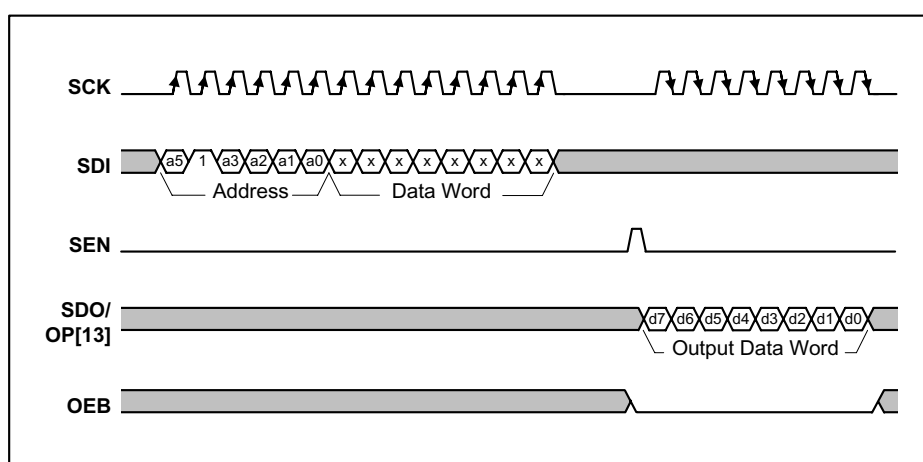 SCK
SDI
a5 1 a3 a2 a1 a0 x x x x x x x x
Address Data Word
SEN
SDO/
OP[13]
d7 d6 d5 d4 d3 d2 d1 d0
Output Data Word
OEB